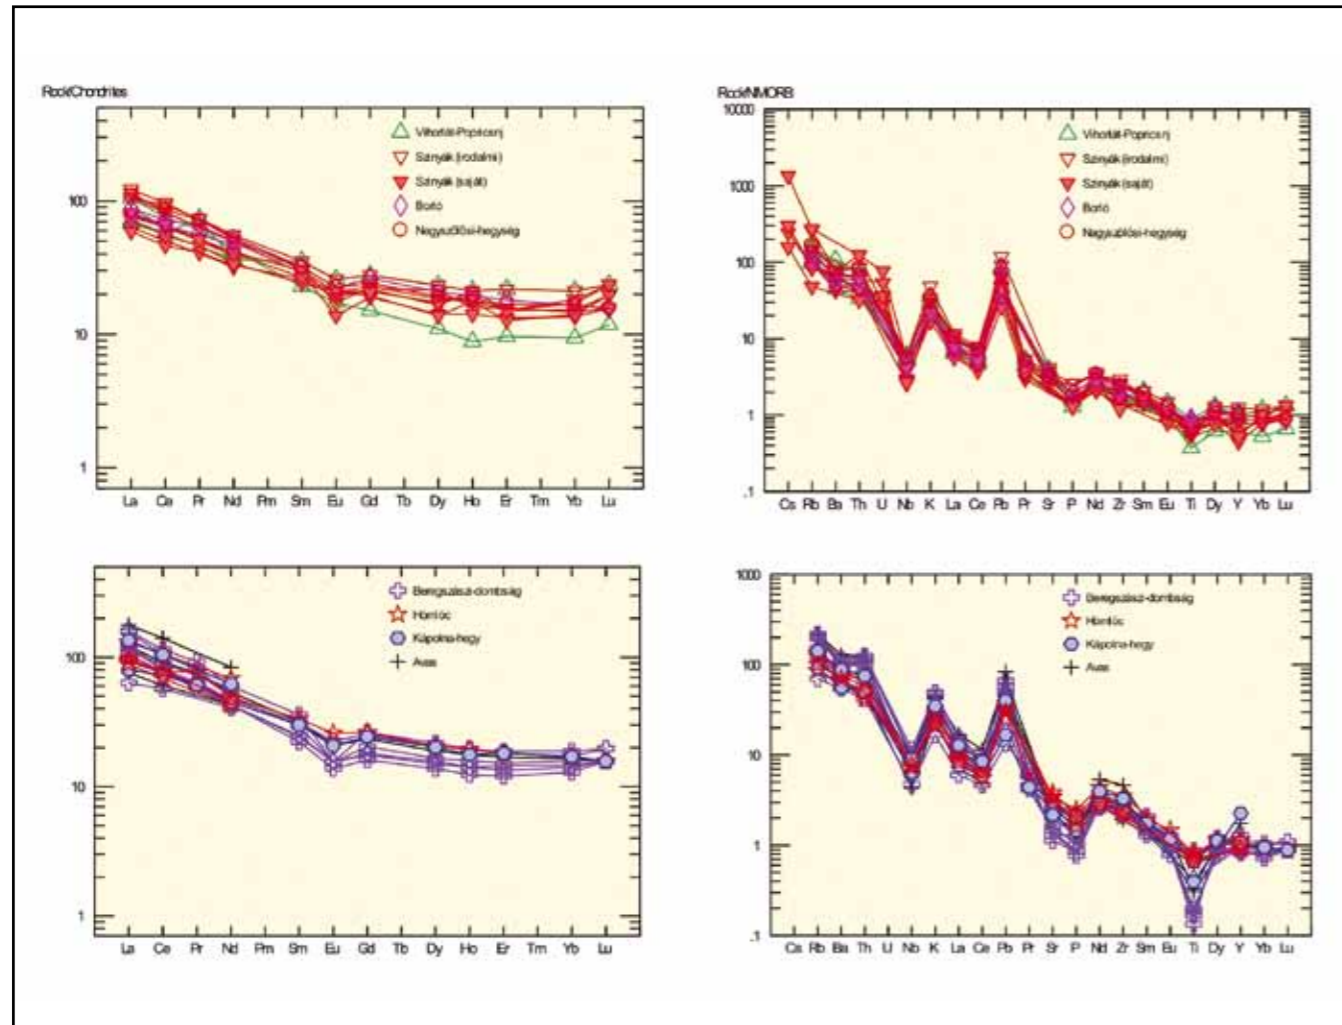 Rock/Chondrites
100
10
1
Vihorlát-Popricsnj
Szinyák (irodalmi)
Szinyák (saját)
Borló
Nagyszőlősi-hegység
La Ce Pr Nd Pm Sm Eu Gd Tb Dy Ho Er Tm Yb Lu
Rock/NMORB
10000
1000
100
10
1
.1
Vihorlát-Popricsnj
Szinyák (irodalmi)
Szinyák (saját)
Borló
Nagyszőlősi-hegység
Cs Rb Ba Th U Nb K La Ce Pb Pr Sr P Nd Zr Sm Eu Ti Dy Y Yb Lu
100
10
1
Beregszászi-dombság
Hömlőc
Kápolna-hegy
Avas
La Ce Pr Nd Pm Sm Eu Gd Tb Dy Ho Er Tm Yb Lu
1000
100
10
1
.1
Beregszászi-dombság
Hömlőc
Kápolna-hegy
Avas
Cs Rb Ba Th U Nb K La Ce Pb Pr Sr P Nd Zr Sm Eu Ti Dy Y Yb Lu